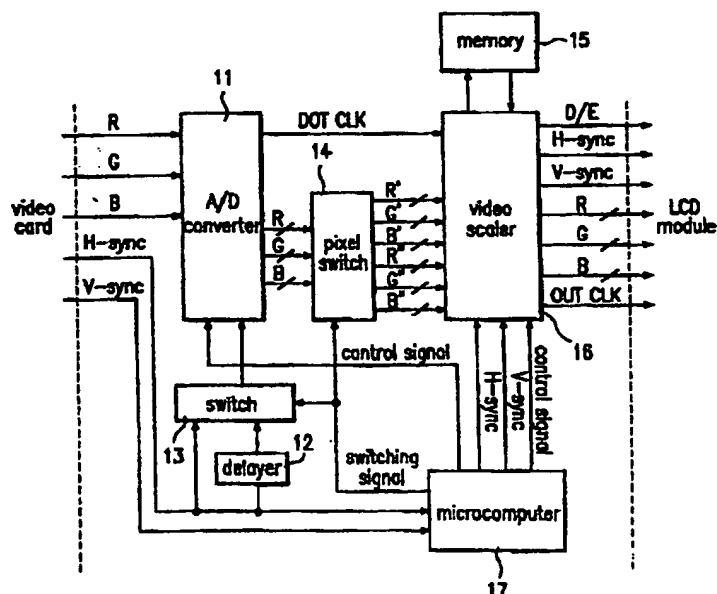 memory
15
11
R
G
B
H-sync
V-sync
video
card
A/D
converter
DOT CLK
14
R
G
B
pixel
switch
R'
G'
B'
R"
G"
B"
video
scaler
16
D/E
H-sync
V-sync
R
G
B
OUT CLK
LCD
module
control signal
switch
13
12
delayer
switching
signal
H-sync
V-sync
control signal
microcomputer
17